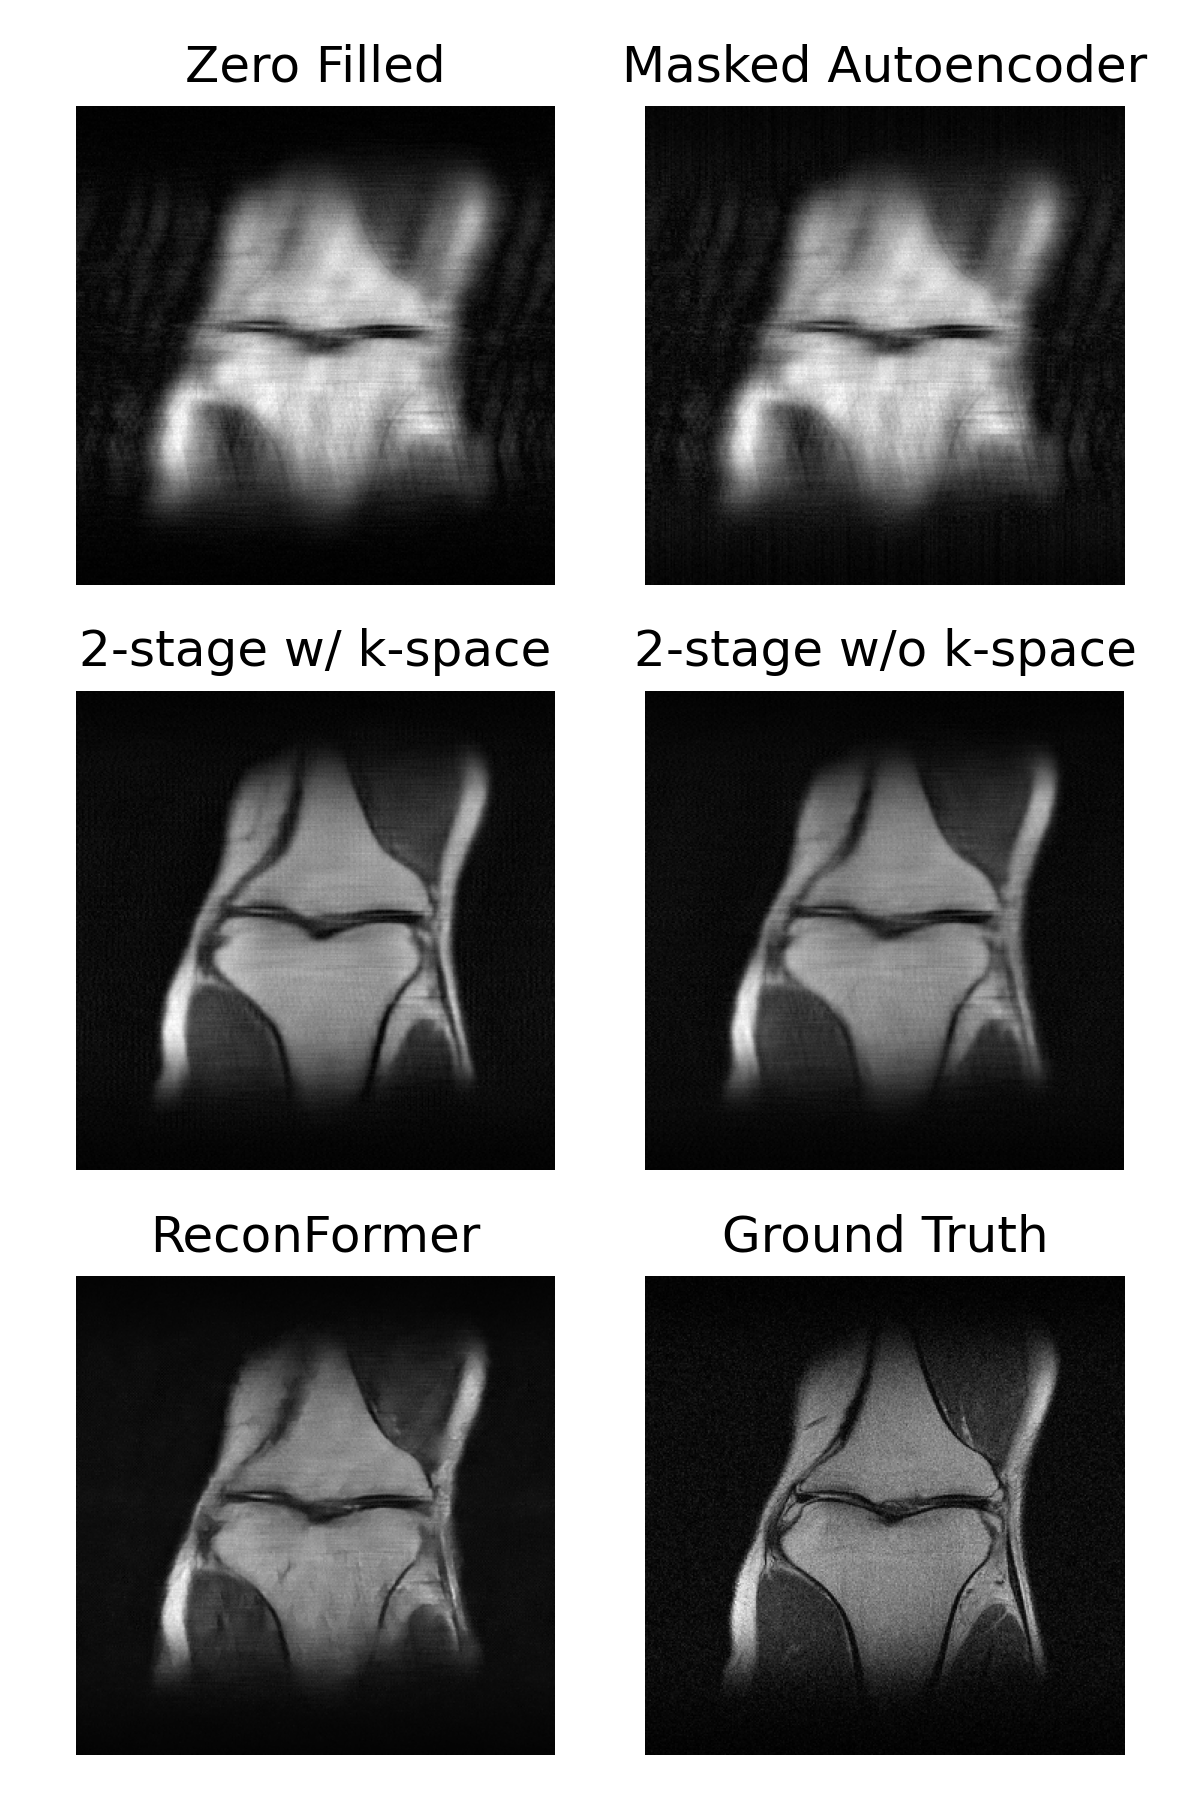 Zero Filled
Masked Autoencoder
2-stage w/ k-space
2-stage w/o k-space
ReconFormer
Ground Truth